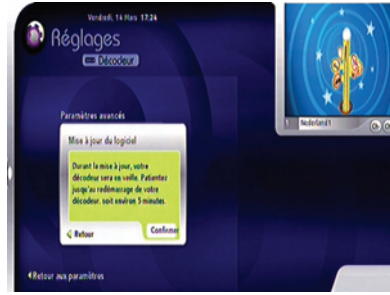 Vendredi, 14 Mars 17:24
Réglages
Décodeur
Paramètres avancés
Mise à jour du logiciel
Durant la mise à jour, votre
décodeur sera en veille. Patientez
jusqu'au redémarrage de votre
décodeur, soit environ 5 minutes.
Retour
Confirmer
1 Nederland 1
Retour aux paramètres